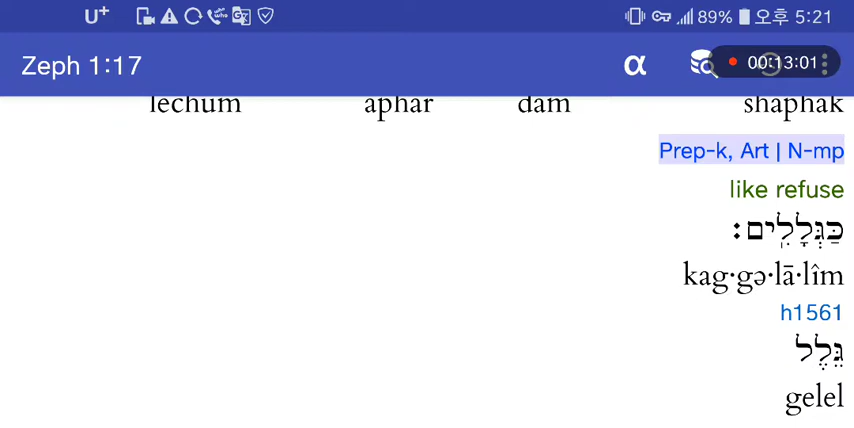 U+ 89% 오후 5:21
Zeph 1:17 α 00:13:01
lechum aphar dam shaphak
Prep-k, Art | N-mp
like refuse
כַּגְּלָלִֽים׃
kag·gə·lā·lîm
h1561
גֵּלֶל
gelel